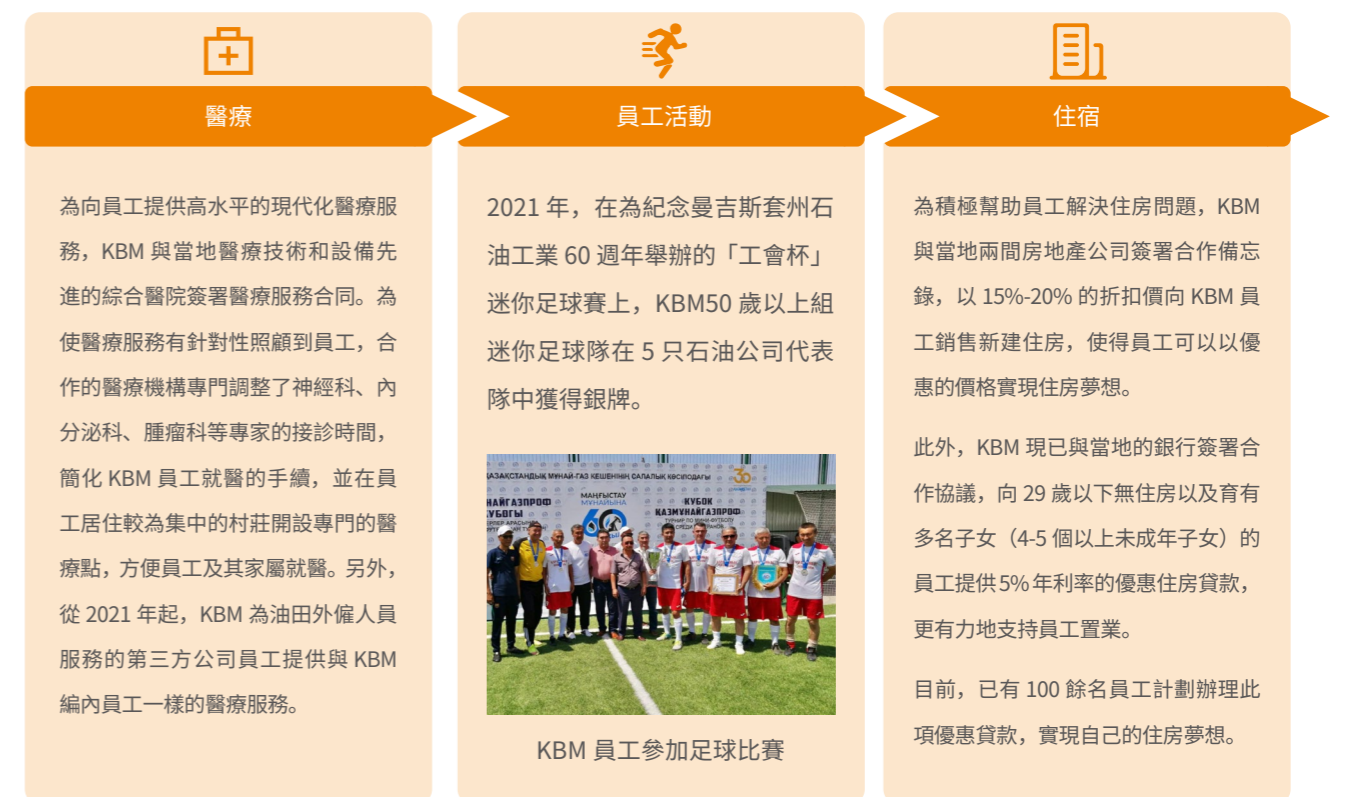 醫療
為向員工提供高水平的現代化醫療服
務，KBM 與當地醫療技術和設備先
進的綜合醫院簽署醫療服務合同。為
使醫療服務有針對性照顧到員工，合
作的醫療機構專門調整了神經科、內
分泌科、腫瘤科等專家的接診時間，
簡化 KBM 員工就醫的手續，並在員
工居住較為集中的村莊開設專門的醫
療點，方便員工及其家屬就醫。另外，
從 2021 年起，KBM 為油田外僱人員
服務的第三方公司員工提供與 KBM
編內員工一樣的醫療服務。
員工活動
2021 年，在為紀念曼吉斯套州石
油工業 60 週年舉辦的「工會杯」
迷你足球賽上，KBM50 歲以上組
迷你足球隊在 5 只石油公司代表
隊中獲得銀牌。
ҚАЗАҚСТАНДЫҚ МҰНАЙ-ГАЗ КЕШЕНІНІҢ САЛАЛЫҚ КӘСІПОДАҒЫ
30
МАҢҒЫСТАУ
МҰНАЙЫНА
60
КУБОК
ҚАЗМҰНАЙГАЗПРОФ
ТУРНИР ПО МИНИ-ФУТБОЛУ
KBM 員工參加足球比賽
住宿
為積極幫助員工解決住房問題，KBM
與當地兩間房地產公司簽署合作備忘
錄，以 15%-20% 的折扣價向 KBM 員
工銷售新建住房，使得員工可以以優
惠的價格實現住房夢想。
此外，KBM 現已與當地的銀行簽署合
作協議，向 29 歲以下無住房以及育有
多名子女（4-5 個以上未成年子女）的
員工提供 5% 年利率的優惠住房貸款，
更有力地支持員工置業。
目前，已有 100 餘名員工計劃辦理此
項優惠貸款，實現自己的住房夢想。